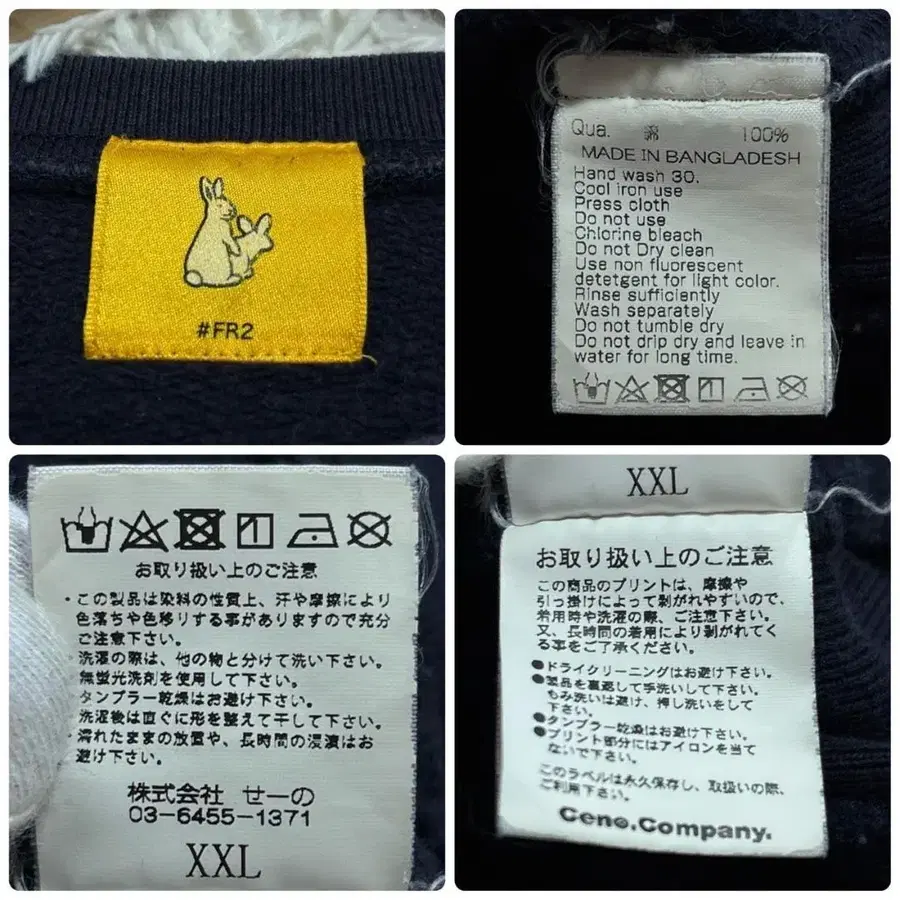 #FR2
Qua. 綿 100%
MADE IN BANGLADESH
Hand wash 30.
Cool iron use
Press cloth
Do not use
Chlorine bleach
Do not Dry clean
Use non fluorescent
detetgent for light color.
Rinse sufficiently
Wash separately
Do not tumble dry
Do not drip dry and leave in
water for long time.
お取り扱い上のご注意
・この製品は染料の性質上、汗や摩擦により
色落ちや色移りする事がありますので充分
ご注意下さい。
・洗濯の際は、他の物と分けて洗い下さい。
無蛍光洗剤を使用して下さい。
タンブラー乾燥はお避け下さい。
洗濯後は直ぐに形を整えて干して下さい。
・濡れたままの放置や、長時間の浸漬はお
避け下さい。
株式会社 せーの
03-6455-1371
XXL
XXL
お取り扱い上のご注意
この商品のプリントは、摩擦や
引っ掛けによって剥がれやすいので、
着用時や洗濯の際、ご注意下さい。
又、長時間の着用により剥がれてく
る事をご了承ください。
●ドライクリーニングはお避け下さい。
●製品を裏返して手洗いして下さい。
もみ洗いは避け、押し洗いをして
下さい。
●タンブラー乾燥はお避け下さい。
●プリント部分にはアイロンを当て
ないで下さい。
このラベルは永久保存し、取扱いの際、
ご利用下さい。
Ceno.Company.